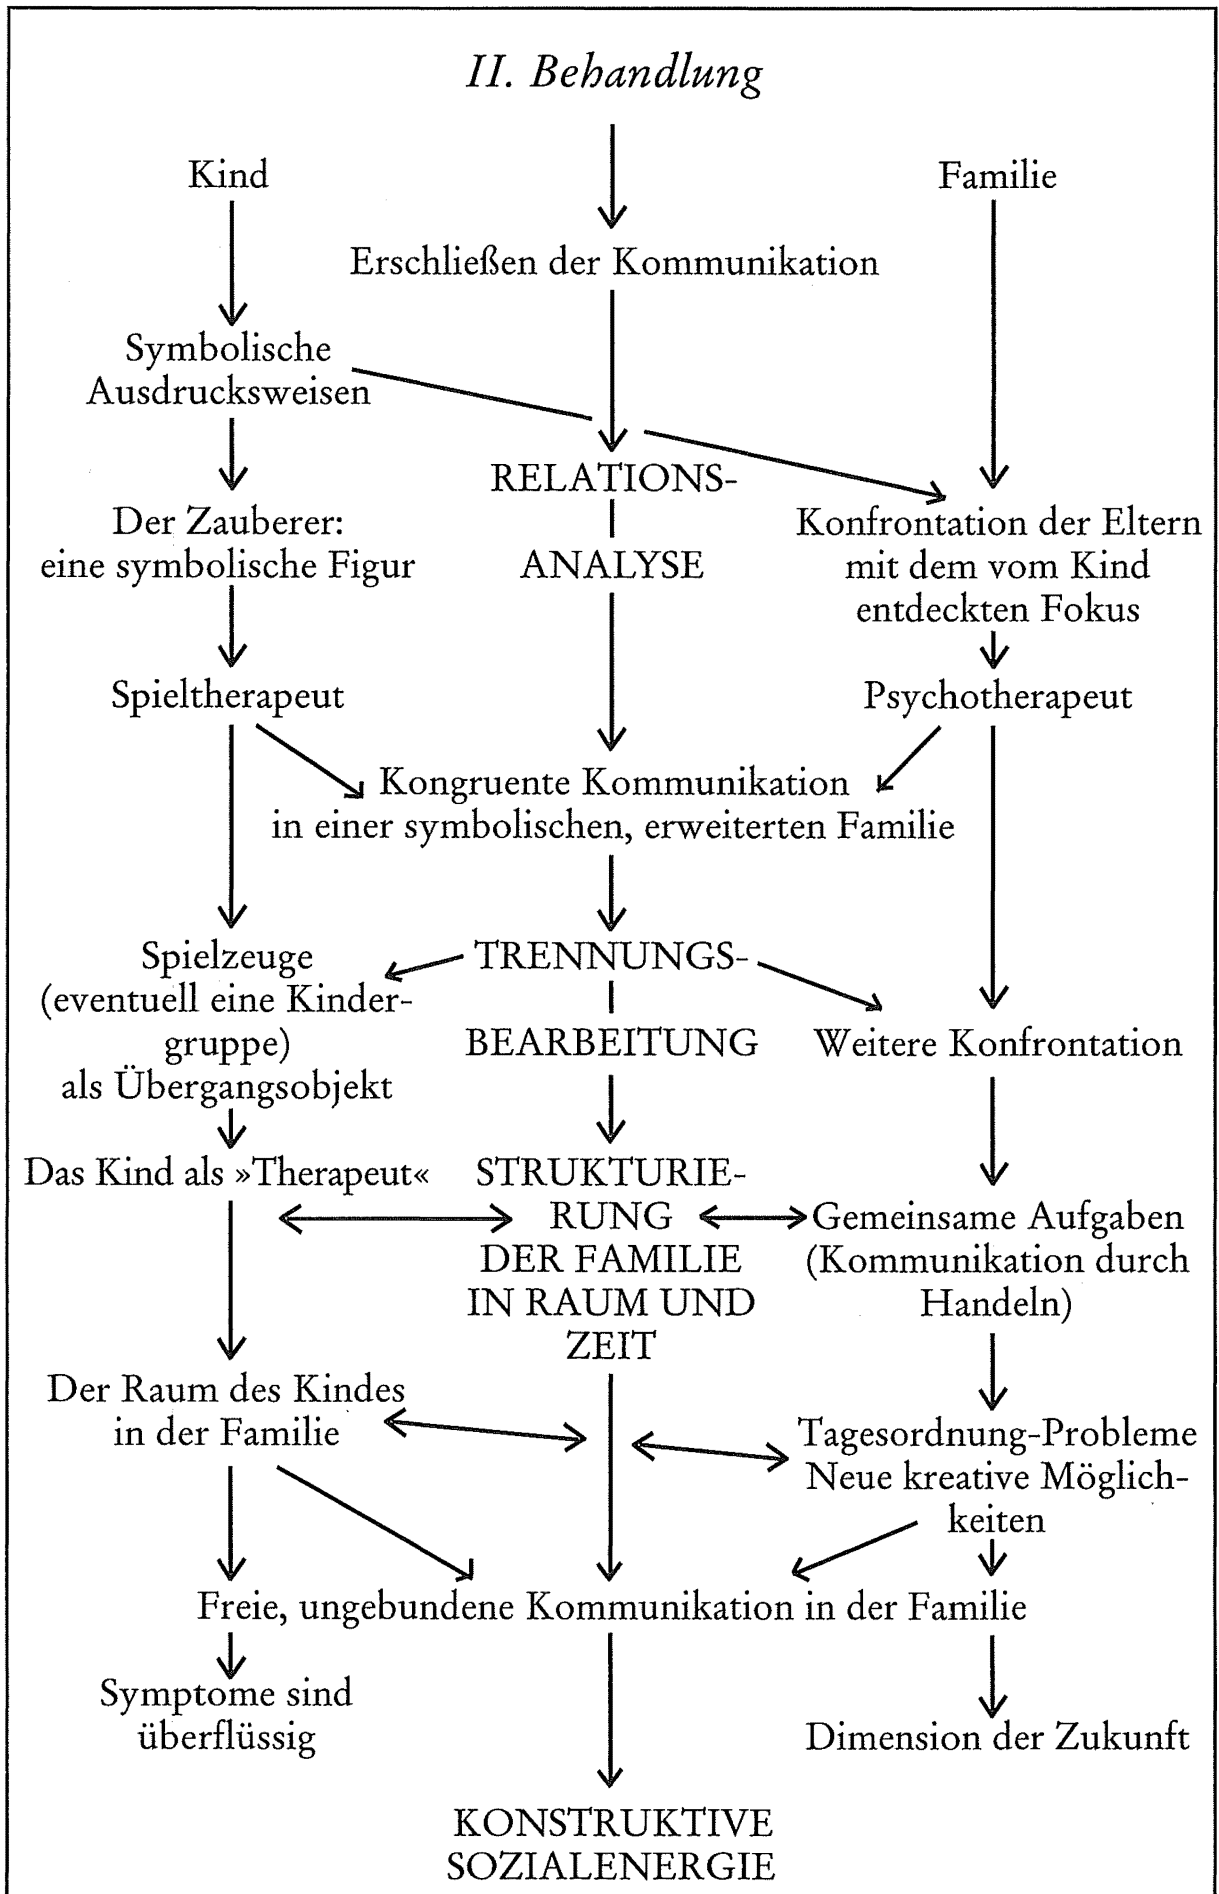 II. Behandlung
Kind
Familie
Erschließen der Kommunikation
Symbolische
Ausdrucksweisen
RELATIONS-
ANALYSE
Der Zauberer:
eine symbolische Figur
Konfrontation der Eltern
mit dem vom Kind
entdeckten Fokus
Spieltherapeut
Psychotherapeut
Kongruente Kommunikation
in einer symbolischen, erweiterten Familie
Spielzeuge
(eventuell eine Kinder-
gruppe)
als Übergangsobjekt
TRENNUNGS-
BEARBEITUNG
Weitere Konfrontation
Das Kind als »Therapeut«
STRUKTURIE-
RUNG
DER FAMILIE
IN RAUM UND
ZEIT
Gemeinsame Aufgaben
(Kommunikation durch
Handeln)
Der Raum des Kindes
in der Familie
Tagesordnung-Probleme
Neue kreative Möglich-
keiten
Freie, ungebundene Kommunikation in der Familie
Symptome sind
überflüssig
Dimension der Zukunft
KONSTRUKTIVE
SOZIALENERGIE